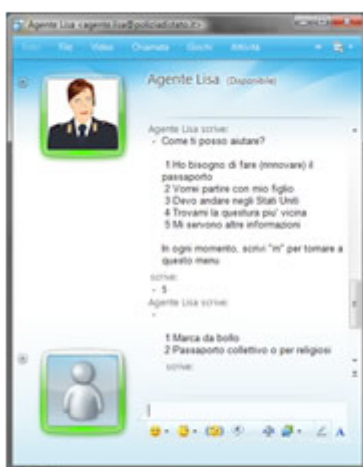 Agente Lisa <agente.lisa@poliziadistato.it>
Foto File Video Chiamata Giochi Attività
Agente Lisa (Disponibile)
Agente Lisa scrive:
- Come ti posso aiutare?
1 Ho bisogno di fare (rinnovare) il
passaporto
2 Vorrei partire con mio figlio
3 Devo andare negli Stati Uniti
4 Trovami la questura piu' vicina
5 Mi servono altre informazioni
In ogni momento, scrivi "m" per tornare a
questo menu
scrive:
- 5
Agente Lisa scrive:
-
1 Marca da bollo
2 Passaporto collettivo o per religiosi
scrive: